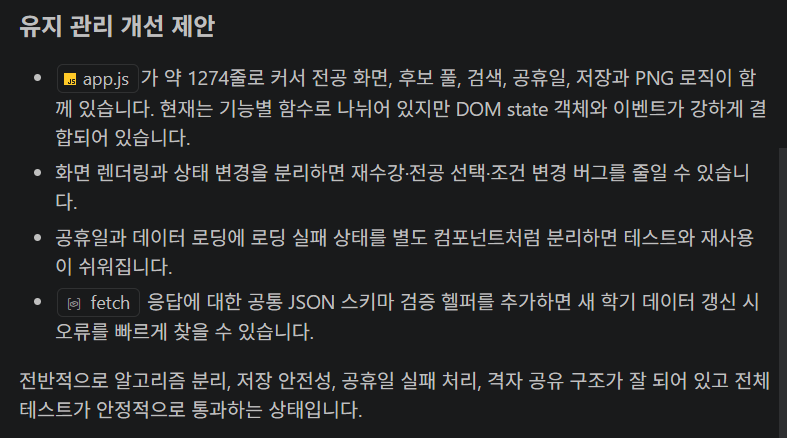 유지 관리 개선 제안
app.js 가 약 1274줄로 커서 전공 화면, 후보 풀, 검색, 공휴일, 저장과 PNG 로직이 함
께 있습니다. 현재는 기능별 함수로 나뉘어 있지만 DOM state 객체와 이벤트가 강하게 결
합되어 있습니다.
화면 렌더링과 상태 변경을 분리하면 재수강·전공 선택·조건 변경 버그를 줄일 수 있습니
다.
공휴일과 데이터 로딩에 로딩 실패 상태를 별도 컴포넌트처럼 분리하면 테스트와 재사용
이 쉬워집니다.
fetch 응답에 대한 공통 JSON 스키마 검증 헬퍼를 추가하면 새 학기 데이터 갱신 시
오류를 빠르게 찾을 수 있습니다.
전반적으로 알고리즘 분리, 저장 안전성, 공휴일 실패 처리, 격자 공유 구조가 잘 되어 있고 전체
테스트가 안정적으로 통과하는 상태입니다.